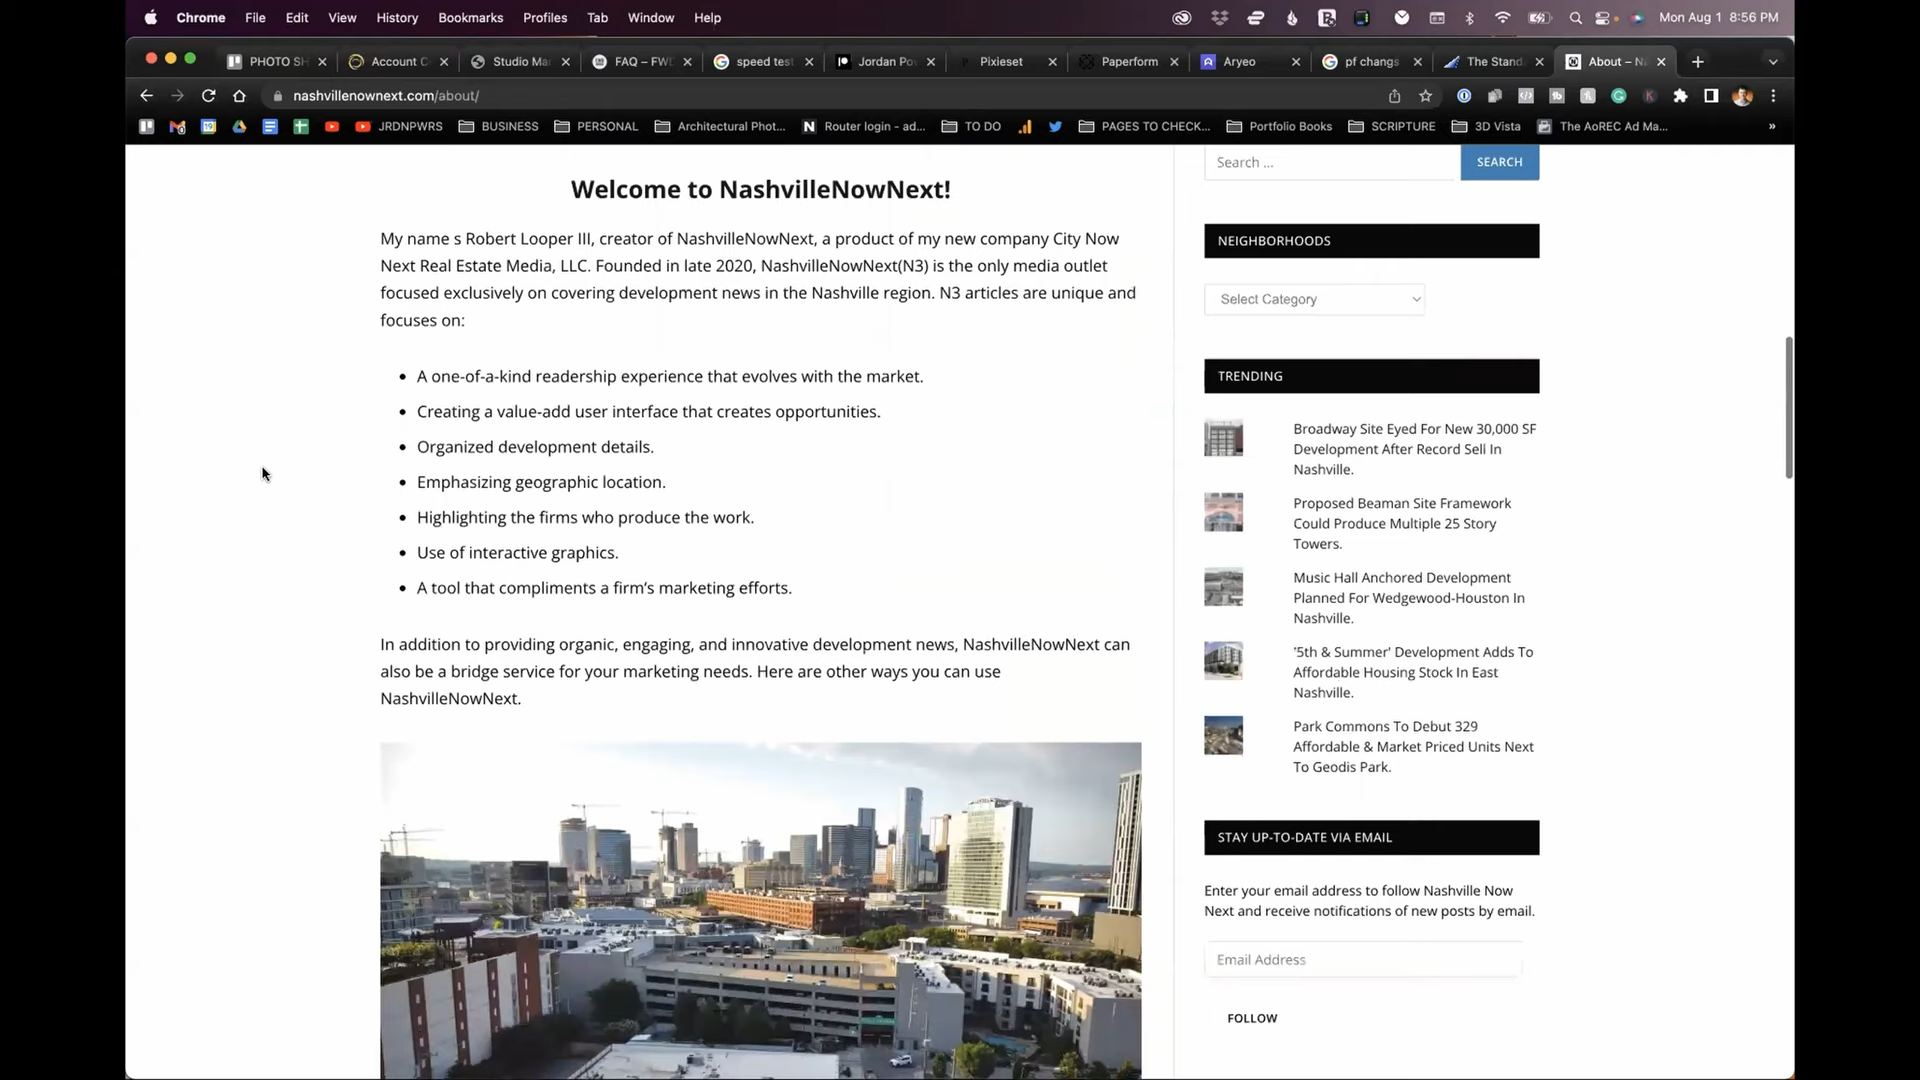 Chrome File Edit View History Bookmarks Profiles Tab Window Help Mon Aug 1 8:56 PM
PHOTO SH Account C Studio Ma FAQ – FW speed test Jordan Po Pixieset Paperform Aryeo pf changs The Stand About – N
nashvillenownext.com/about/
JRDNPWRS BUSINESS PERSONAL Architectural Phot... Router login - ad... TO DO PAGES TO CHECK... Portfolio Books SCRIPTURE 3D Vista The AoREC Ad Ma... »
Search ... SEARCH
Welcome to NashvilleNowNext!
My name s Robert Looper III, creator of NashvilleNowNext, a product of my new company City Now
Next Real Estate Media, LLC. Founded in late 2020, NashvilleNowNext(N3) is the only media outlet
focused exclusively on covering development news in the Nashville region. N3 articles are unique and
focuses on:
• A one-of-a-kind readership experience that evolves with the market.
• Creating a value-add user interface that creates opportunities.
• Organized development details.
• Emphasizing geographic location.
• Highlighting the firms who produce the work.
• Use of interactive graphics.
• A tool that compliments a firm's marketing efforts.
In addition to providing organic, engaging, and innovative development news, NashvilleNowNext can
also be a bridge service for your marketing needs. Here are other ways you can use
NashvilleNowNext.
NEIGHBORHOODS
Select Category
TRENDING
Broadway Site Eyed For New 30,000 SF
Development After Record Sell In
Nashville.
Proposed Beaman Site Framework
Could Produce Multiple 25 Story
Towers.
Music Hall Anchored Development
Planned For Wedgewood-Houston In
Nashville.
'5th & Summer' Development Adds To
Affordable Housing Stock In East
Nashville.
Park Commons To Debut 329
Affordable & Market Priced Units Next
To Geodis Park.
STAY UP-TO-DATE VIA EMAIL
Enter your email address to follow Nashville Now
Next and receive notifications of new posts by email.
Email Address
FOLLOW